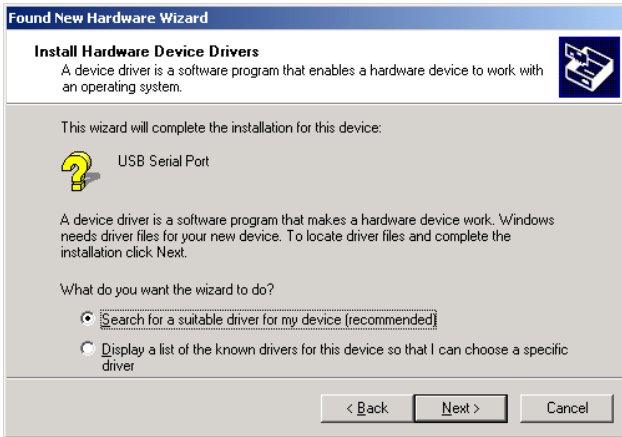 Found New Hardware Wizard
Install Hardware Device Drivers
A device driver is a software program that enables a hardware device to work with
an operating system.
This wizard will complete the installation for this device:
USB Serial Port
A device driver is a software program that makes a hardware device work. Windows
needs driver files for your new device. To locate driver files and complete the
installation click Next.
What do you want the wizard to do?
Search for a suitable driver for my device (recommended)
Display a list of the known drivers for this device so that I can choose a specific
driver
< Back
Next >
Cancel